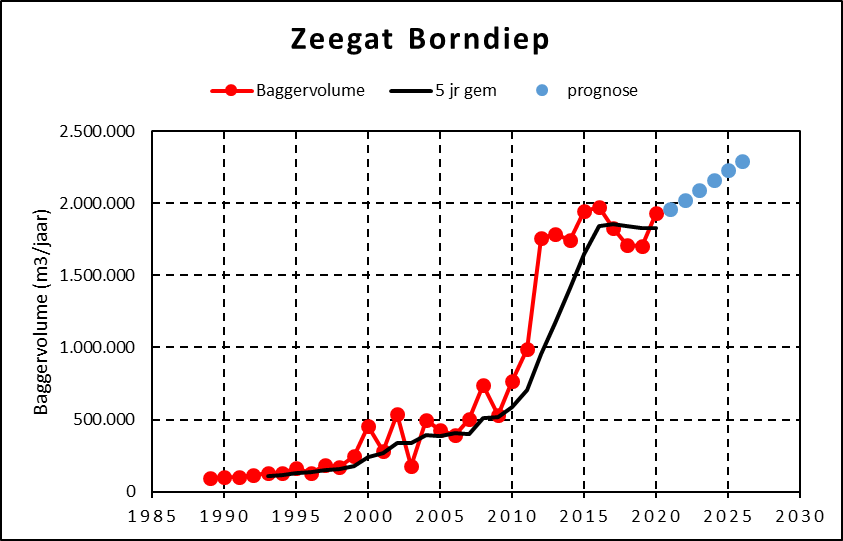 Zeegat Borndiep
Baggervolume 5 jr gem prognose
Baggervolume (m3/jaar)
2.500.000
2.000.000
1.500.000
1.000.000
500.000
0
1985 1990 1995 2000 2005 2010 2015 2020 2025 2030